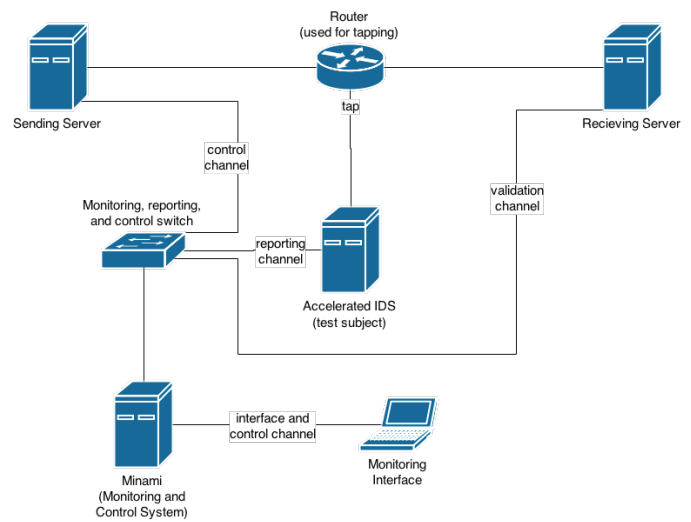 Router
(used for tapping)
Sending Server
Recieving Server
tap
control
channel
validation
channel
Monitoring, reporting,
and control switch
reporting
channel
Accelerated IDS
(test subject)
interface and
control channel
Minami
(Monitoring and
Control System)
Monitoring
Interface